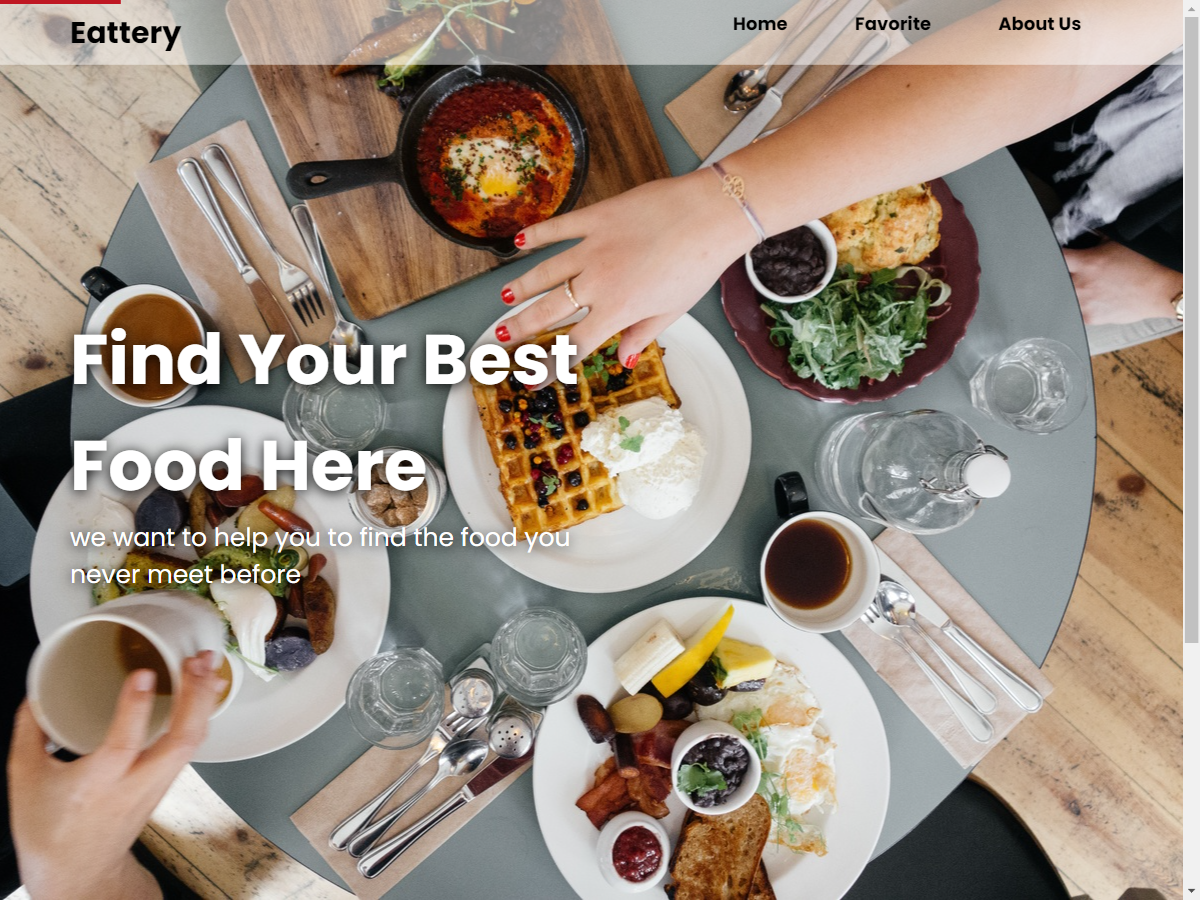 Eattery
Home
Favorite
About Us
Find Your Best
Food Here
we want to help you to find the food you
never meet before